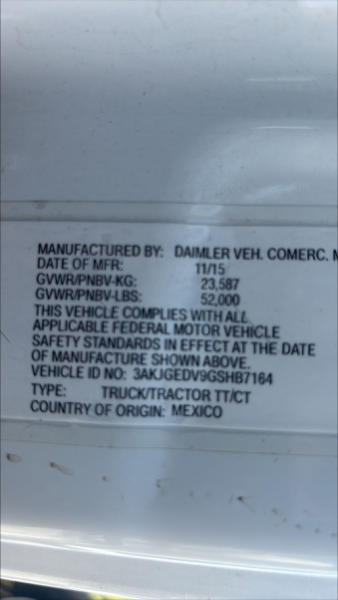 MANUFACTURED BY: DAIMLER VEH. COMERC. M
DATE OF MFR: 11/15
GVWR/PNBV-KG: 23,587
GVWR/PNBV-LBS: 52,000
THIS VEHICLE COMPLIES WITH ALL
APPLICABLE FEDERAL MOTOR VEHICLE
SAFETY STANDARDS IN EFFECT AT THE DATE
OF MANUFACTURE SHOWN ABOVE.
VEHICLE ID NO: 3AKJGEDV9GSHB7164
TYPE: TRUCK/TRACTOR TT/CT
COUNTRY OF ORIGIN: MEXICO